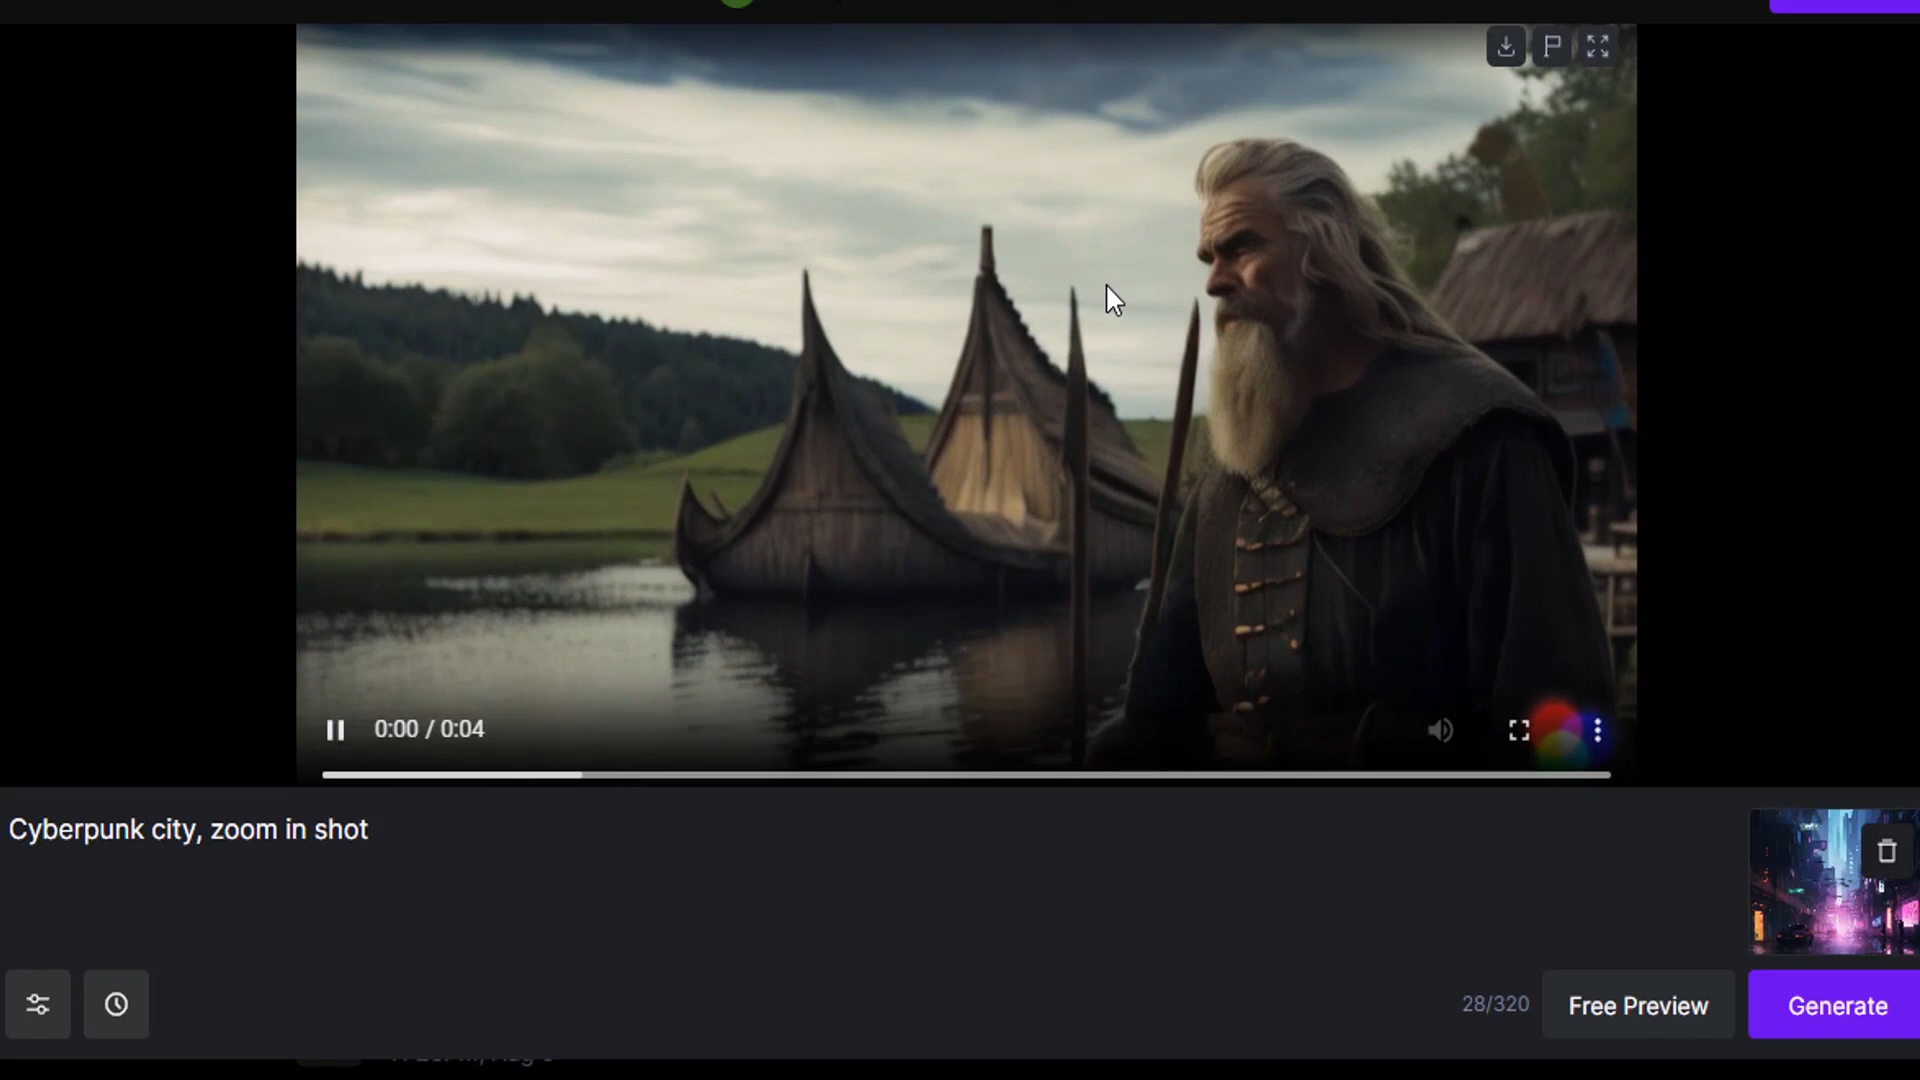 0:00 / 0:04
Cyberpunk city, zoom in shot
28/320
Free Preview
Generate